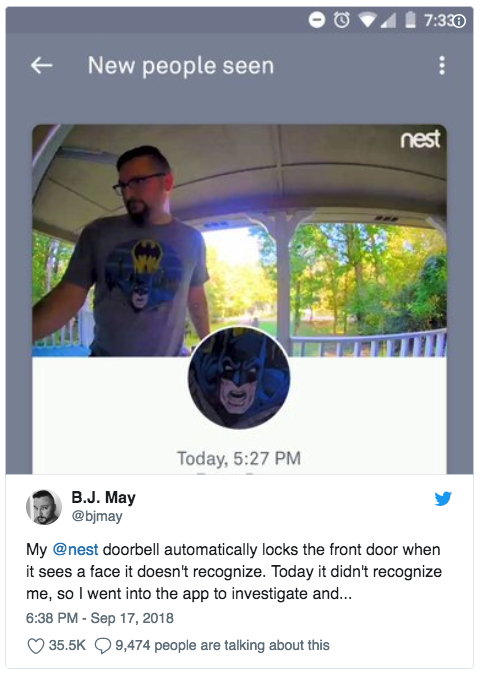 7:33
New people seen
nest
Today, 5:27 PM
B.J. May
@bjmay
My @nest doorbell automatically locks the front door when
it sees a face it doesn't recognize. Today it didn't recognize
me, so I went into the app to investigate and...
6:38 PM - Sep 17, 2018
35.5K 9,474 people are talking about this